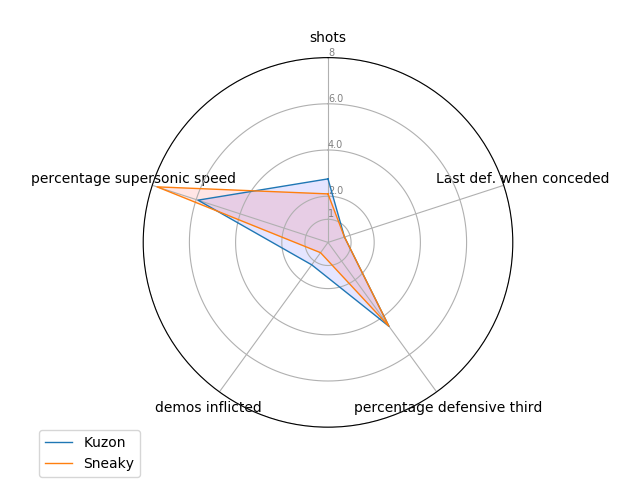 shots
8
6.0
4.0
2.0
1
percentage supersonic speed
Last def. when conceded
demos inflicted
percentage defensive third
Kuzon
Sneaky